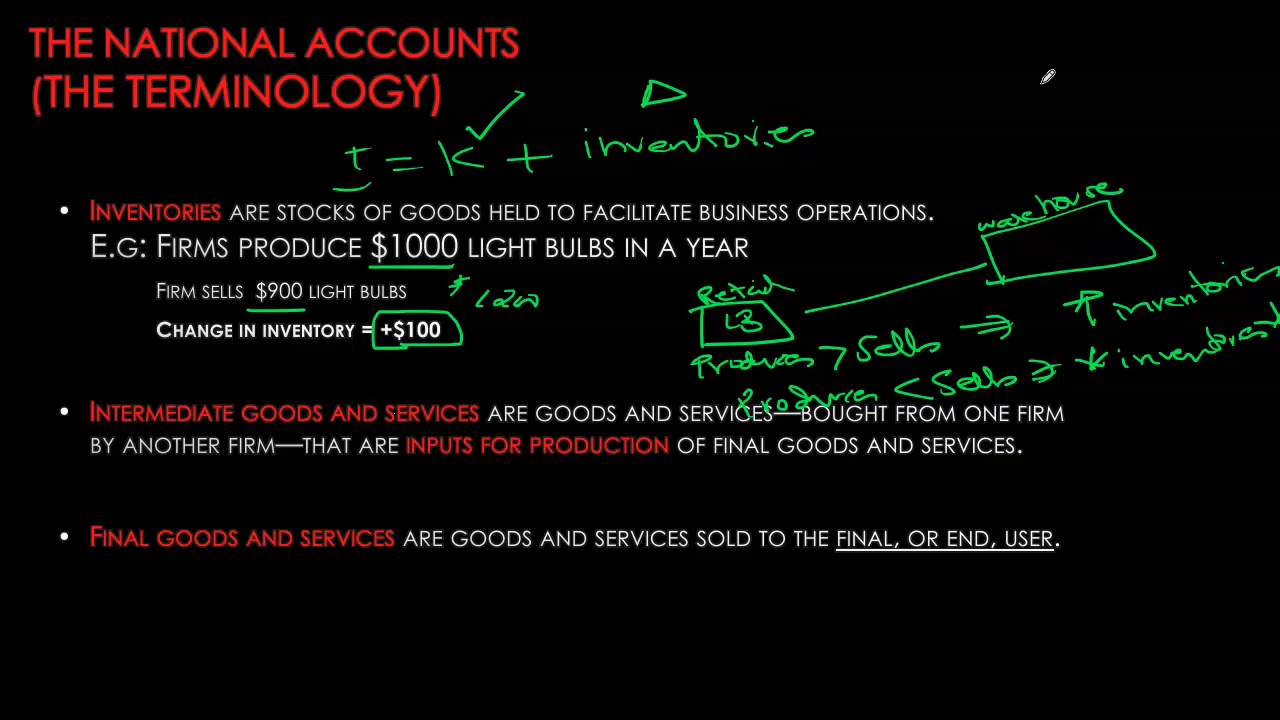 THE NATIONAL ACCOUNTS
(THE TERMINOLOGY)
I = K + inventories
• INVENTORIES ARE STOCKS OF GOODS HELD TO FACILITATE BUSINESS OPERATIONS.
warehouse
E.G: FIRMS PRODUCE $1000 LIGHT BULBS IN A YEAR
FIRM SELLS $900 LIGHT BULBS
$ 1200
Retail
LB
CHANGE IN INVENTORY = +$100
Produces > Sells ⇒ ↑ inventories
Produces < Sells ⇒ ↓ inventories
• INTERMEDIATE GOODS AND SERVICES ARE GOODS AND SERVICES—BOUGHT FROM ONE FIRM
BY ANOTHER FIRM—THAT ARE INPUTS FOR PRODUCTION OF FINAL GOODS AND SERVICES.
• FINAL GOODS AND SERVICES ARE GOODS AND SERVICES SOLD TO THE FINAL, OR END, USER.